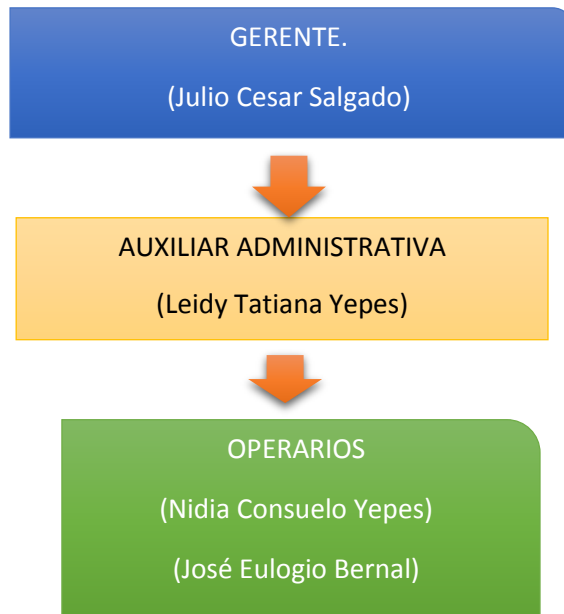 GERENTE.
(Julio Cesar Salgado)
AUXILIAR ADMINISTRATIVA
(Leidy Tatiana Yepes)
OPERARIOS
(Nidia Consuelo Yepes)
(José Eulogio Bernal)